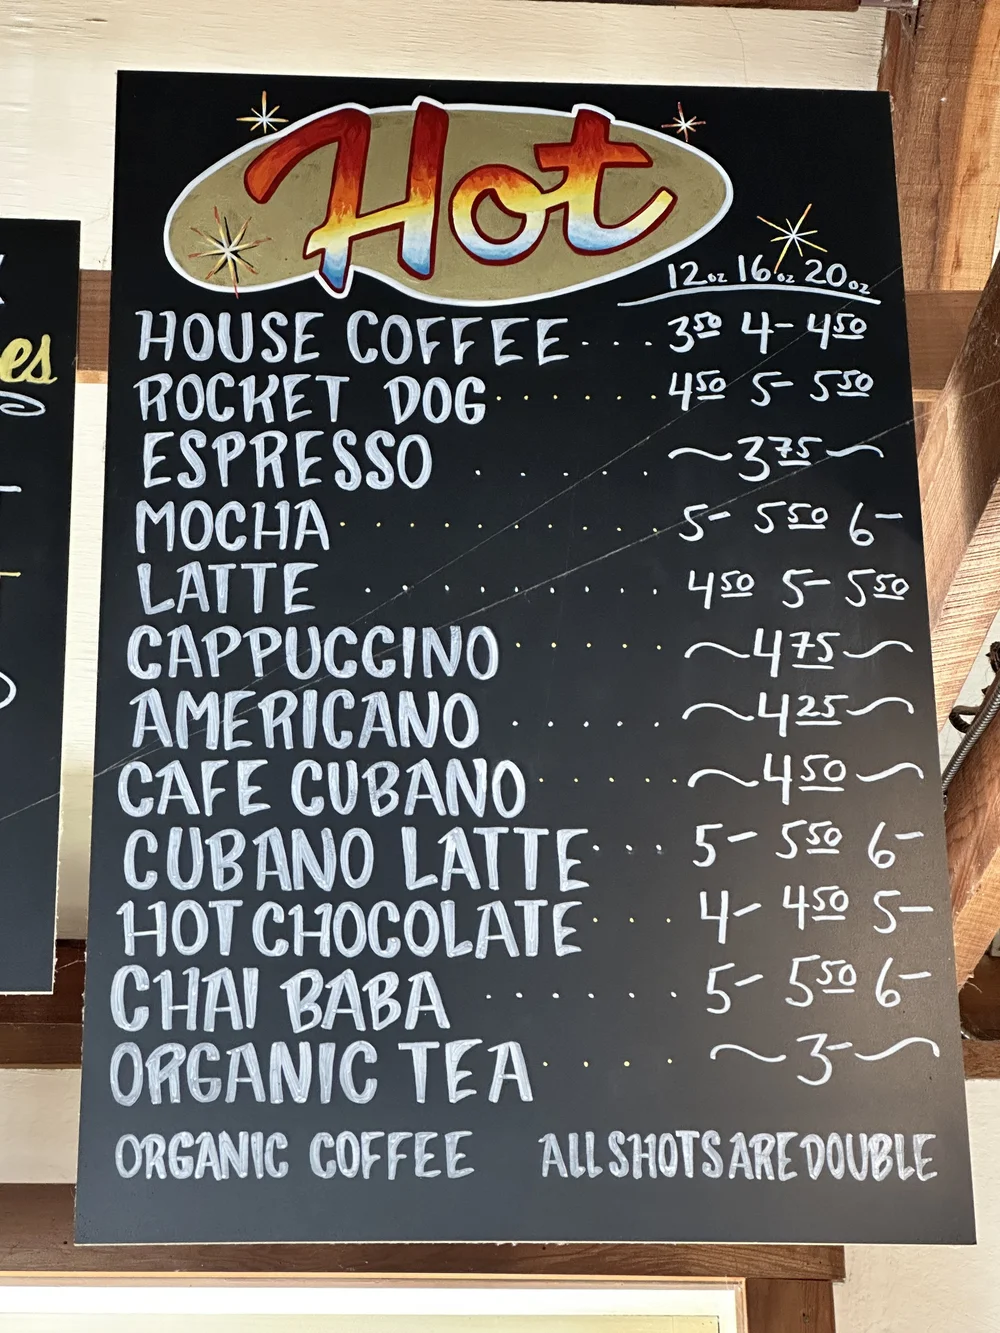 Hot
12oz 16oz 20oz
HOUSE COFFEE .... 350 4- 450
ROCKET DOG ....... 450 5- 550
ESPRESSO ..... ~375~
MOCHA .......... 5- 550 6-
LATTE ......... 450 5- 550
CAPPUCCINO ..... ~475~
AMERICANO ..... ~425~
CAFE CUBANO ..... ~450~
CUBANO LATTE ... 5- 550 6-
HOT CHOCOLATE .... 4- 450 5-
CHAI BABA ....... 5- 550 6-
ORGANIC TEA .... ~3-~
ORGANIC COFFEE ALL SHOTS ARE DOUBLE
es